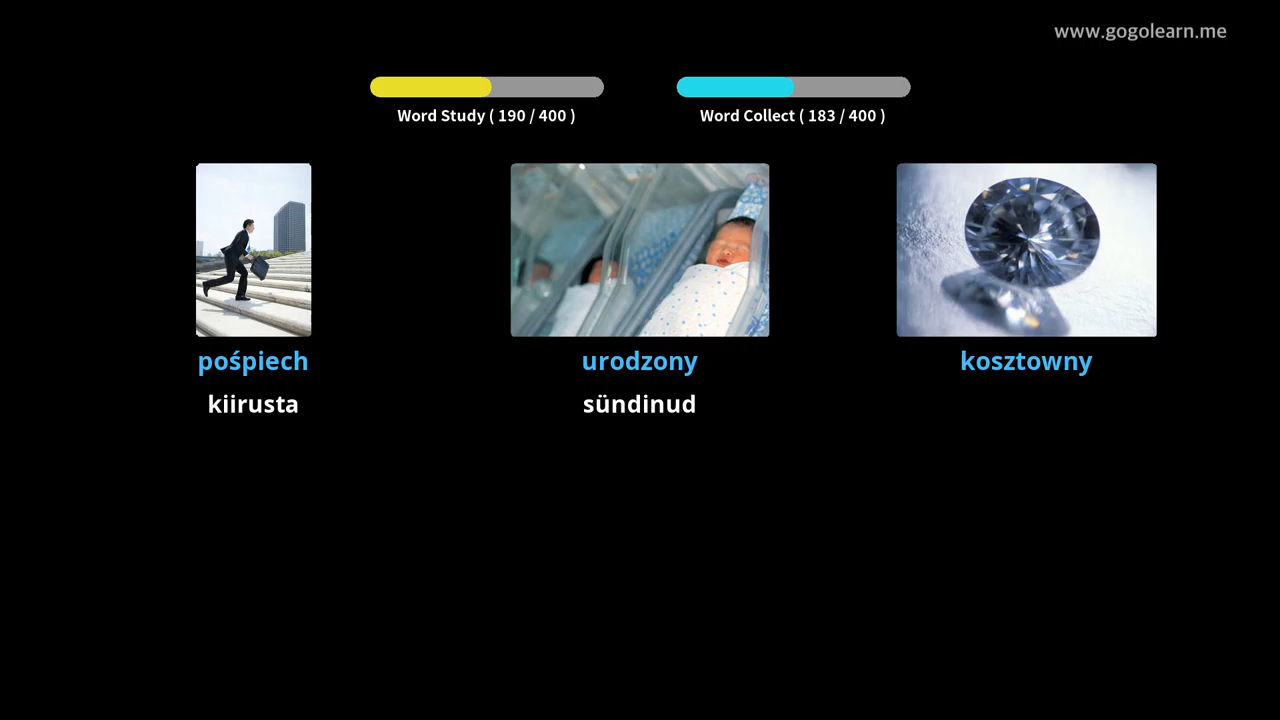 www.gogolearn.me
Word Study ( 190 / 400 )
Word Collect ( 183 / 400 )
pośpiech
urodzony
kosztowny
kiirusta
sündinud